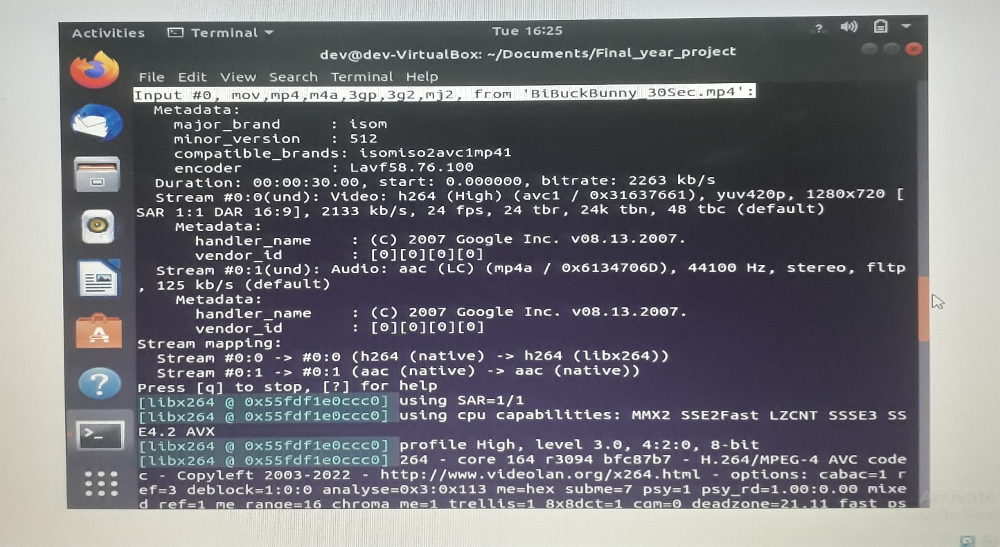 Activities Terminal Tue 16:25 ?
dev@dev-VirtualBox: ~/Documents/Final_year_project
File Edit View Search Terminal Help
Input #0, mov,mp4,m4a,3gp,3g2,mj2, from 'BiBuckBunny_30Sec.mp4':
Metadata:
major_brand : isom
minor_version : 512
compatible_brands: isomiso2avc1mp41
encoder : Lavf58.76.100
Duration: 00:00:30.00, start: 0.000000, bitrate: 2263 kb/s
Stream #0:0(und): Video: h264 (High) (avc1 / 0x31637661), yuv420p, 1280x720 [
SAR 1:1 DAR 16:9], 2133 kb/s, 24 fps, 24 tbr, 24k tbn, 48 tbc (default)
Metadata:
handler_name : (C) 2007 Google Inc. v08.13.2007.
vendor_id : [0][0][0][0]
Stream #0:1(und): Audio: aac (LC) (mp4a / 0x6134706D), 44100 Hz, stereo, fltp
, 125 kb/s (default)
Metadata:
handler_name : (C) 2007 Google Inc. v08.13.2007.
vendor_id : [0][0][0][0]
Stream mapping:
Stream #0:0 -> #0:0 (h264 (native) -> h264 (libx264))
Stream #0:1 -> #0:1 (aac (native) -> aac (native))
Press [q] to stop, [?] for help
[libx264 @ 0x55fdf1e0ccc0] using SAR=1/1
[libx264 @ 0x55fdf1e0ccc0] using cpu capabilities: MMX2 SSE2Fast LZCNT SSSE3 SS
E4.2 AVX
[libx264 @ 0x55fdf1e0ccc0] profile High, level 3.0, 4:2:0, 8-bit
[libx264 @ 0x55fdf1e0ccc0] 264 - core 164 r3094 bfc87b7 - H.264/MPEG-4 AVC code
c - Copyleft 2003-2022 - http://www.videolan.org/x264.html - options: cabac=1 r
ef=3 deblock=1:0:0 analyse=0x3:0x113 me=hex subme=7 psy=1 psy_rd=1.00:0.00 mixe
d_ref=1 me_range=16 chroma_me=1 trellis=1 8x8dct=1 cqm=0 deadzone=21,11 fast_ps
Activate